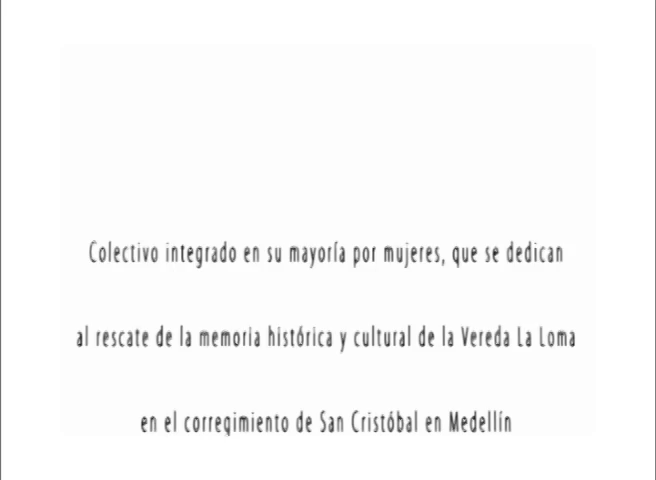 Colectivo integrado en su mayoría por mujeres, que se dedican
al rescate de la memoria histórica y cultural de la Vereda La Loma
en el corregimiento de San Cristóbal en Medellín